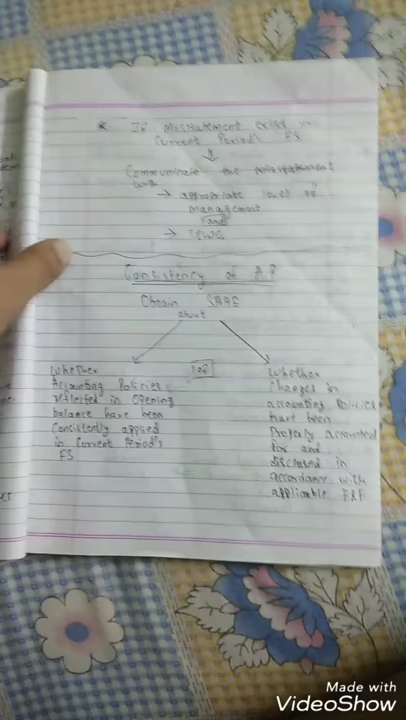 * If Misstatement exist in
Current Period's FS
Communicate the misstatement
with
→ appropriate level of
management
and
→ TCWG
Consistency of A.P
Obtain SAAE
about
Whether
Accounting Policies
reflected in opening
balance have been
Consistently applied
in Current Period's
FS
Whether
changes in
accounting Policies
have been
Properly accounted
for and
disclosed in
accordance with
applicable FRF
Made with
VideoShow